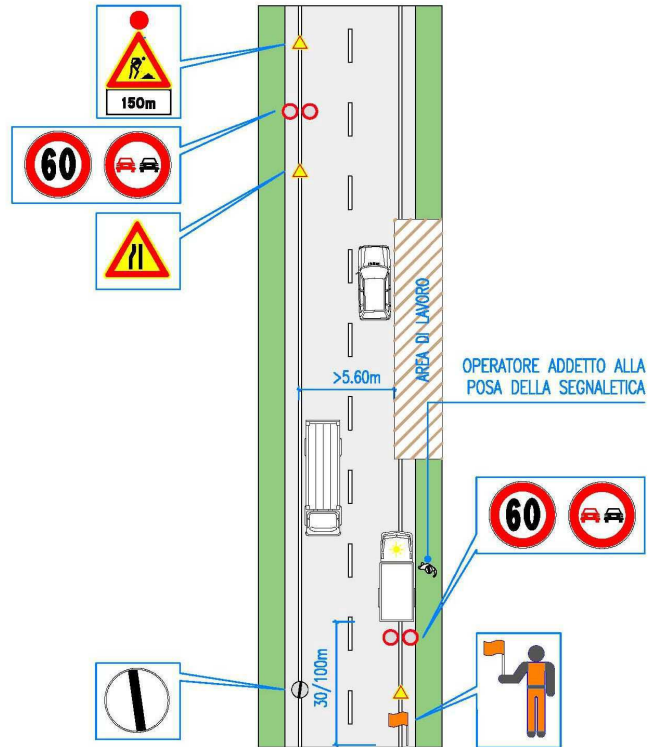 150m
60
AREA DI LAVORO
>5.60m
OPERATORE ADDETTO ALLA
POSA DELLA SEGNALETICA
60
30/100m